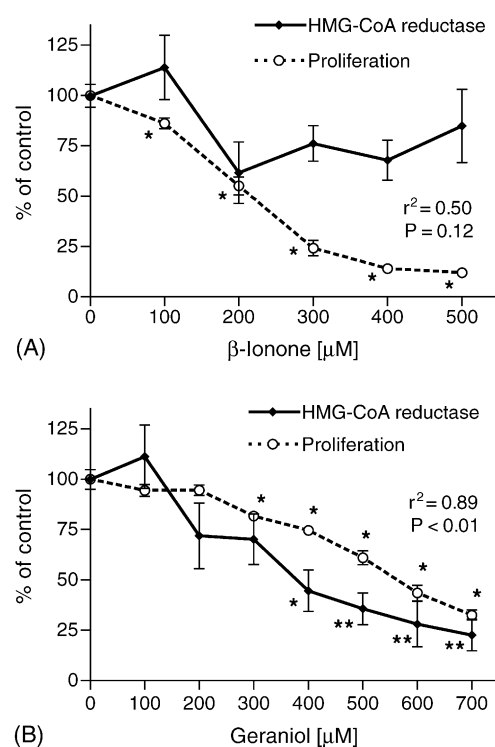 HMG-CoA reductase
Proliferation
125
100
75
50
25
0
% of control
*
*
*
*
*
r² = 0.50
P = 0.12
0 100 200 300 400 500
(A)
β-Ionone [μM]
HMG-CoA reductase
Proliferation
125
100
75
50
25
0
% of control
r² = 0.89
P < 0.01
*
*
*
*
*
*
**
**
**
0 100 200 300 400 500 600 700
(B)
Geraniol [μM]